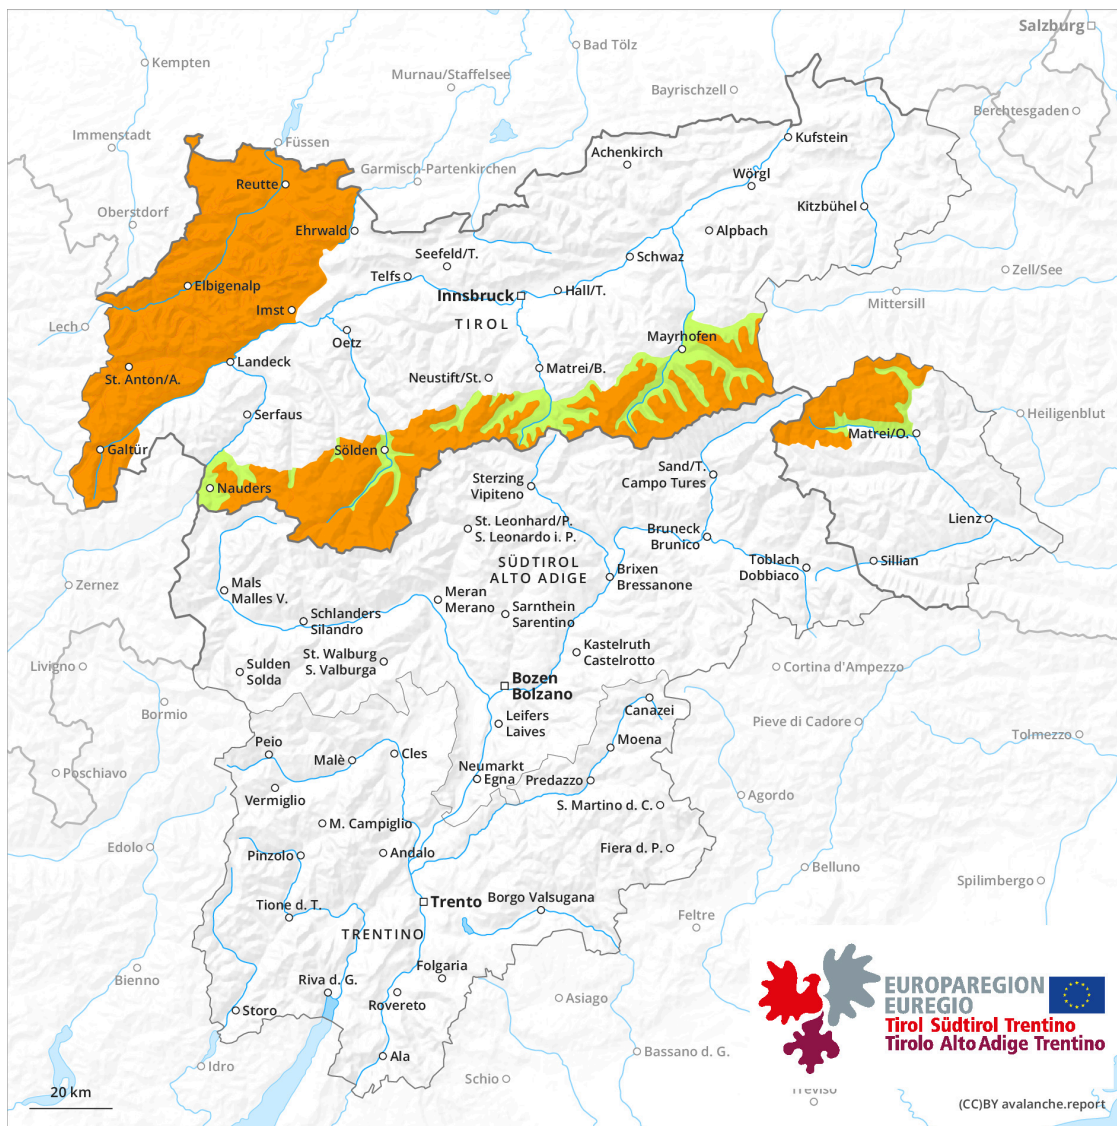 Salzburg
Bad Tölz
Kempten
Murnau/Staffelsee
Bayrischzell
Berchtesgaden
Immenstadt
Füssen
Kufstein
Achenkirch
Garmisch-Partenkirchen
Wörgl
Reutte
Oberstdorf
Kitzbühel
Ehrwald
Alpbach
Seefeld/T.
Schwaz
Zell/See
Telfs
Elbigenalp
Innsbruck
Hall/T.
Mittersill
Imst
Lech
TIROL
Oetz
Mayrhofen
Landeck
Matrei/B.
St. Anton/A.
Neustift/St.
Serfaus
Heiligenblut
Matrei/O.
Galtür
Sölden
Sand/T.
Campo Tures
Sterzing
Vipiteno
Nauders
Lienz
St. Leonhard/P.
S. Leonardo i. P.
Bruneck
Brunico
SÜDTIROL
ALTO ADIGE
Toblach
Dobbiaco
Sillian
Brixen
Bressanone
Zernez
Mals
Malles V.
Meran
Merano
Sarnthein
Sarentino
Schlanders
Silandro
Kastelruth
Castelrotto
St. Walburg
S. Valburga
Livigno
Sulden
Solda
Cortina d'Ampezzo
Bozen
Bolzano
Bormio
Canazei
Leifers
Laives
Pieve di Cadore
Tolmezzo
Peio
Moena
Malè
Cles
Poschiavo
Neumarkt
Egna
Predazzo
Vermiglio
Agordo
S. Martino d. C.
M. Campiglio
Edolo
Pinzolo
Andalo
Fiera d. P.
Belluno
Spilimbergo
Trento
Borgo Valsugana
Tione d. T.
Feltre
TRENTINO
Folgaria
Bienno
Riva d. G.
Rovereto
Asiago
Storo
EUROPAREGION
EUREGIO
Tirol Südtirol Trentino
Tirolo Alto Adige Trentino
Ala
Bassano d. G.
Idro
Schio
Treviso
20 km
(CC)BY avalanche.report